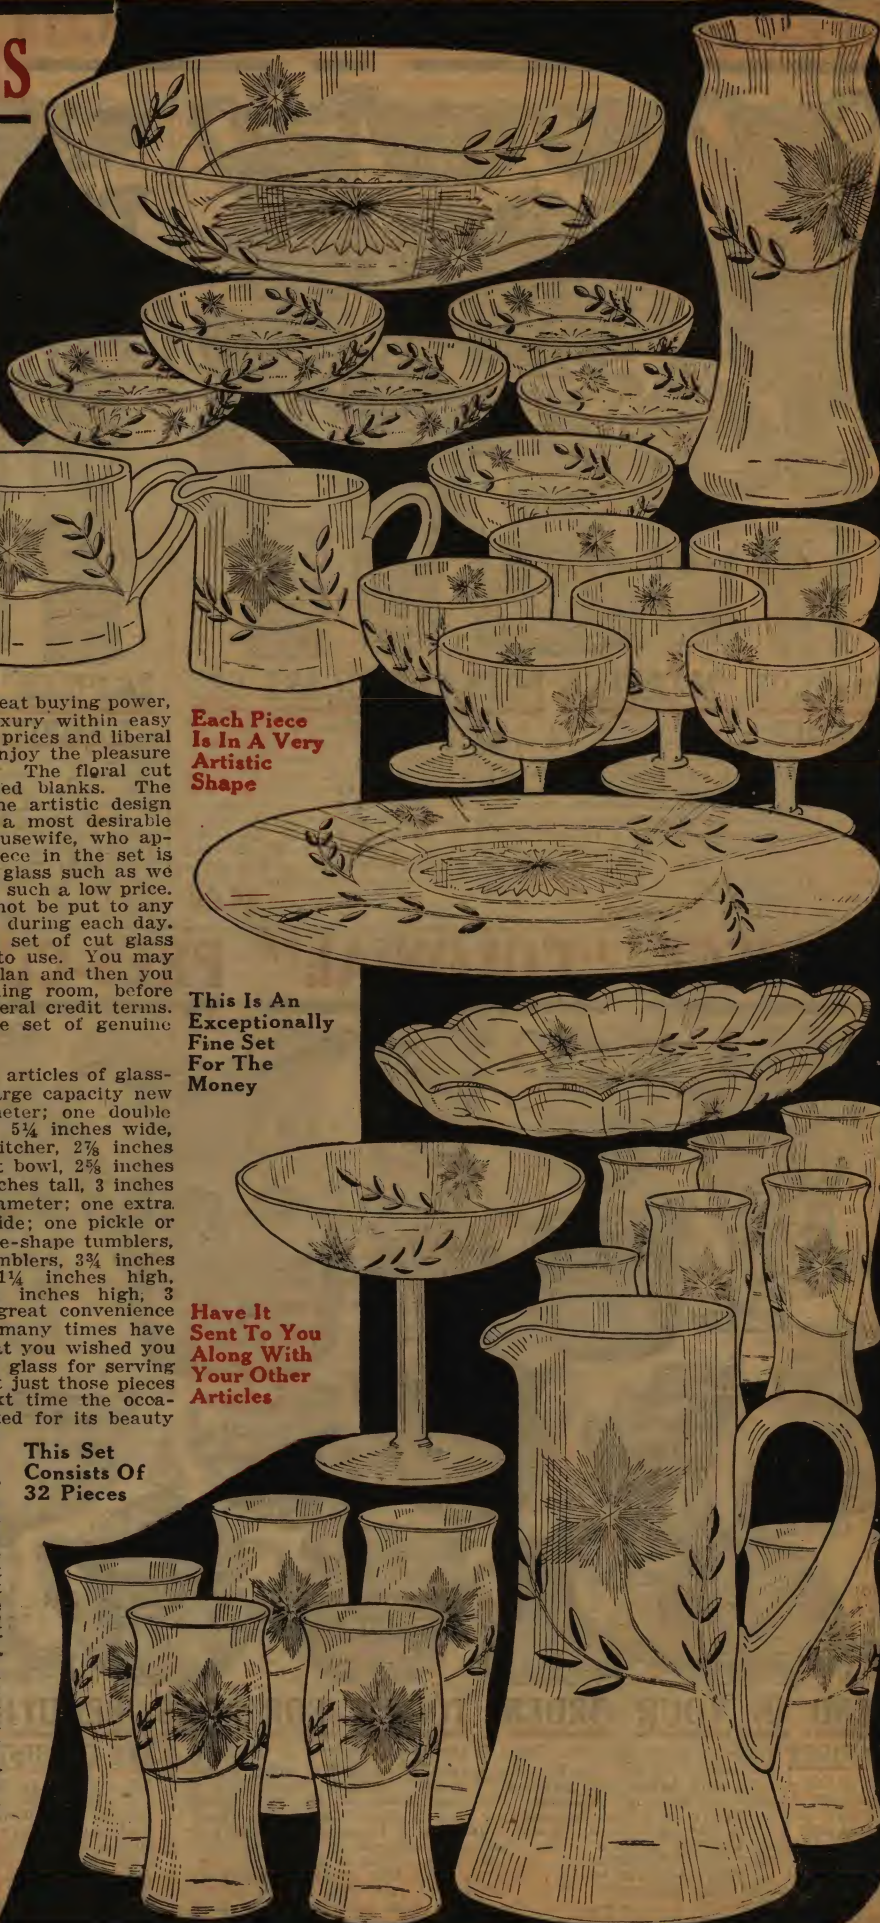 S
eat buying power,
xury within easy
prices and liberal
njoy the pleasure
The floral cut
ed blanks. The
ne artistic design
a most desirable
usewife, who ap-
ece in the set is
glass such as we
such a low price.
not be put to any
during each day.
set of cut glass
to use. You may
lan and then you
ing room, before
eral credit terms.
e set of genuine
articles of glass-
rge capacity new
eter; one double
5¼ inches wide,
itcher, 2⅞ inches
t bowl, 2⅝ inches
ches tall, 3 inches
ameter; one extra
ide; one pickle or
e-shape tumblers,
mblers, 3¾ inches
1¼ inches high,
inches high; 3
great convenience
many times have
at you wished you
glass for serving
t just those pieces
xt time the occa-
ted for its beauty
Each Piece
Is In A Very
Artistic
Shape
This Is An
Exceptionally
Fine Set
For The
Money
Have It
Sent To You
Along With
Your Other
Articles
This Set
Consists Of
32 Pieces